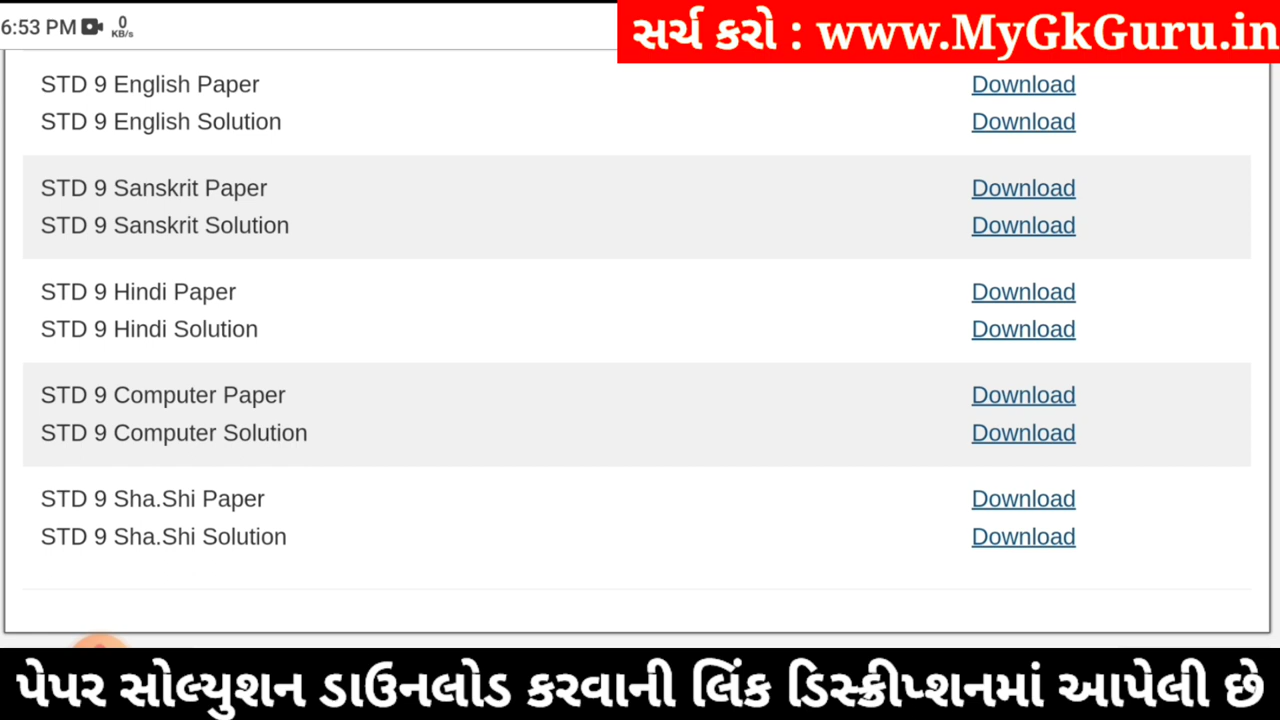 6:53 PM 0 KB/s
સર્ચ કરો : www.MyGkGuru.in
STD 9 English Paper Download
STD 9 English Solution Download
STD 9 Sanskrit Paper Download
STD 9 Sanskrit Solution Download
STD 9 Hindi Paper Download
STD 9 Hindi Solution Download
STD 9 Computer Paper Download
STD 9 Computer Solution Download
STD 9 Sha.Shi Paper Download
STD 9 Sha.Shi Solution Download
પેપર સોલ્યુશન ડાઉનલોડ કરવાની લિંક ડિસ્ક્રીપ્શનમાં આપેલી છે